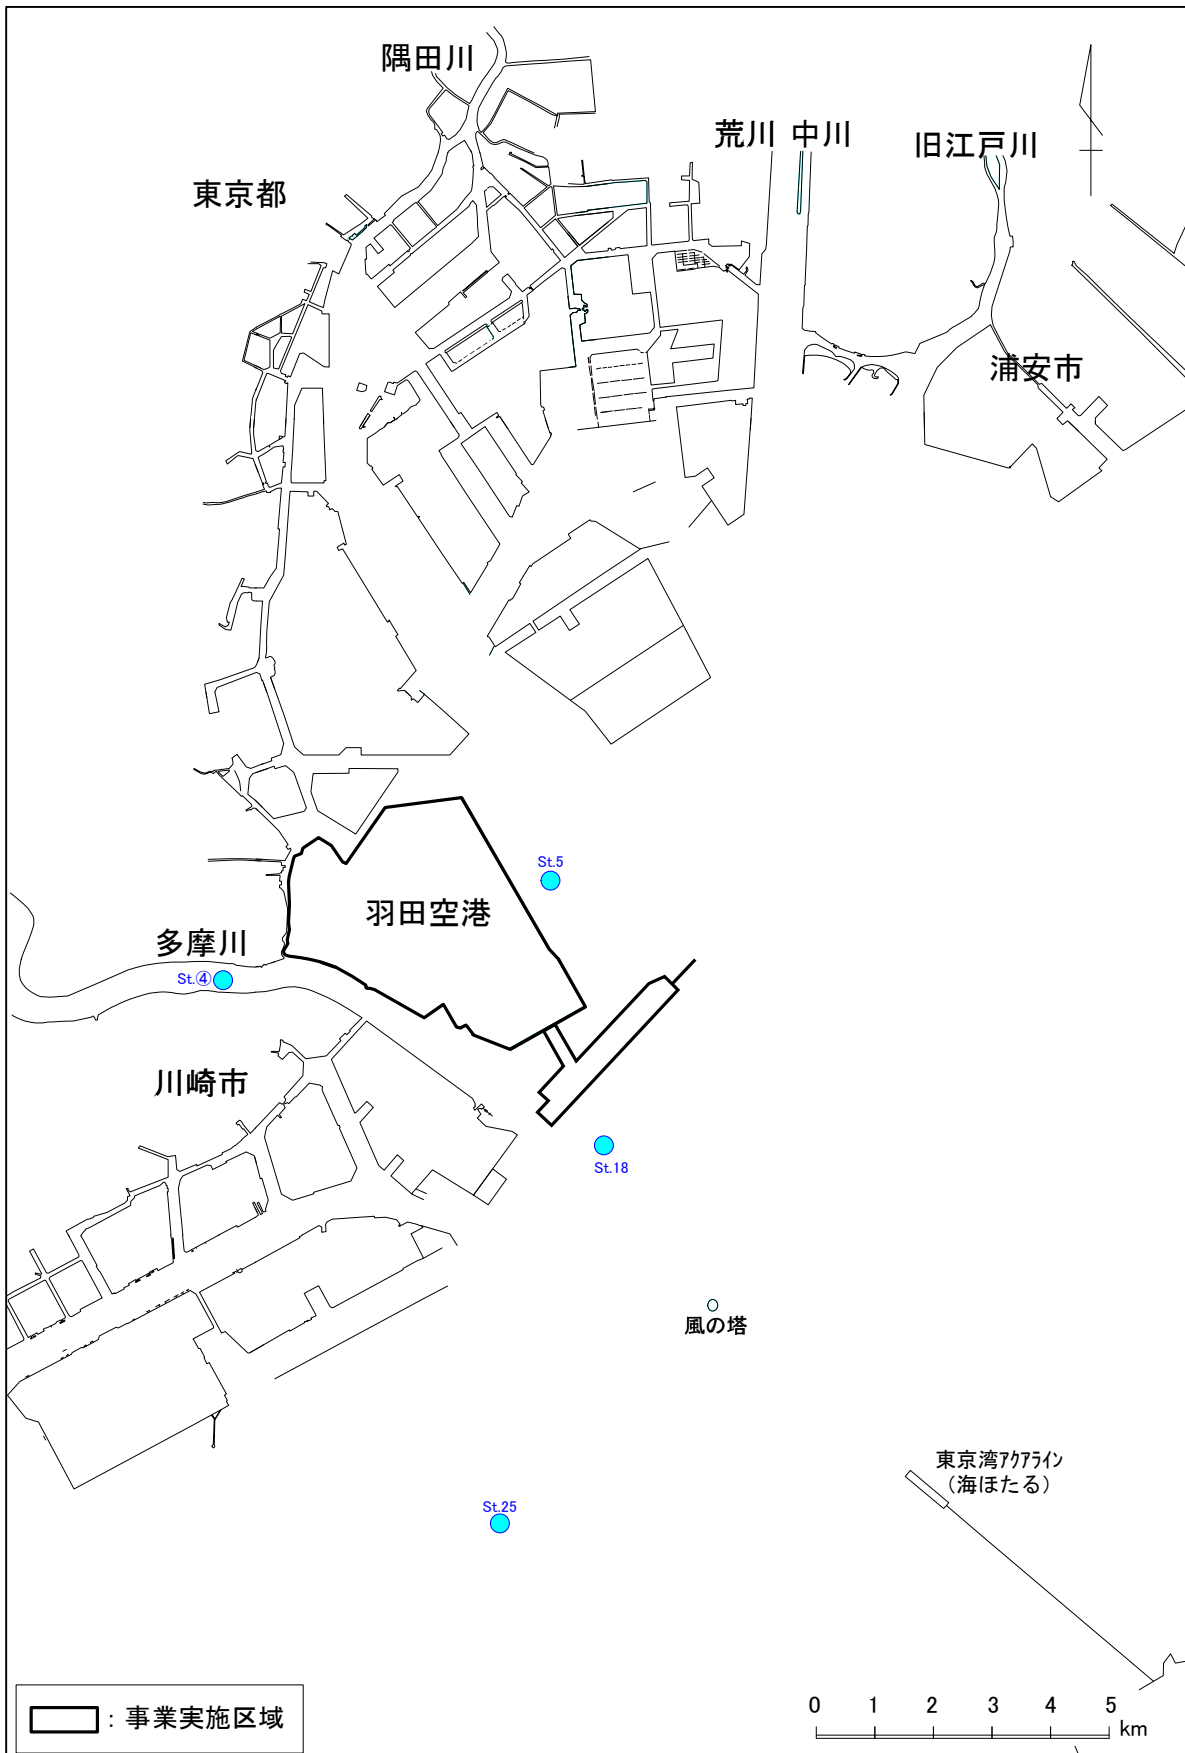 隅田川
荒川 中川
旧江戸川
東京都
浦安市
St.5
羽田空港
多摩川
St.④
川崎市
St.18
風の塔
東京湾ｱｸｱﾗｲﾝ
（海ほたる）
St.25
：事業実施区域
0 1 2 3 4 5
km